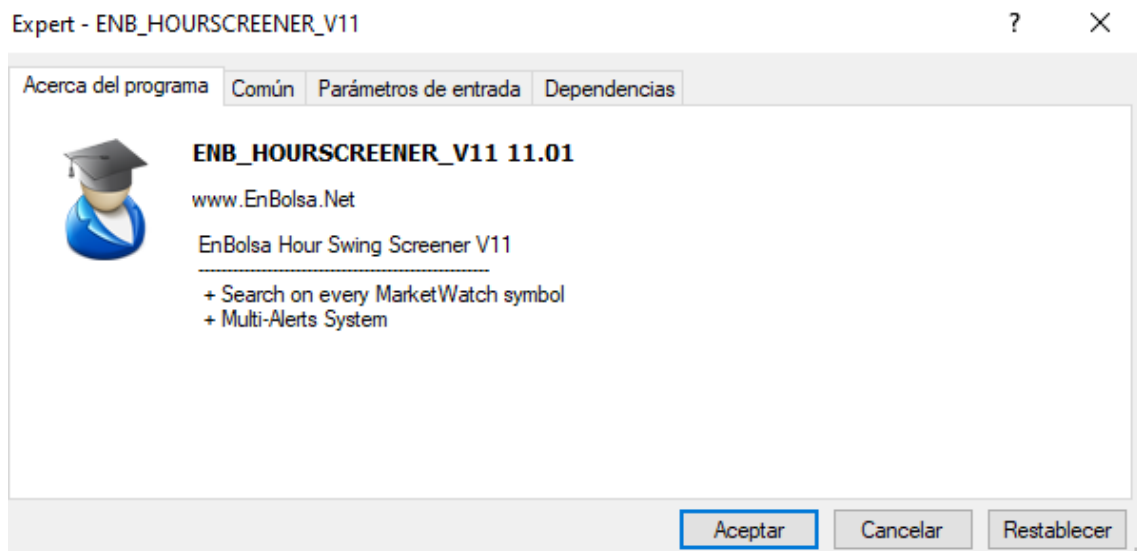 Expert - ENB_HOURSCREENER_V11
?
Acerca del programa Común Parámetros de entrada Dependencias
ENB_HOURSCREENER_V11 11.01
www.EnBolsa.Net
EnBolsa Hour Swing Screener V11
--------------------------------------------------
+ Search on every MarketWatch symbol
+ Multi-Alerts System
Aceptar Cancelar Restablecer